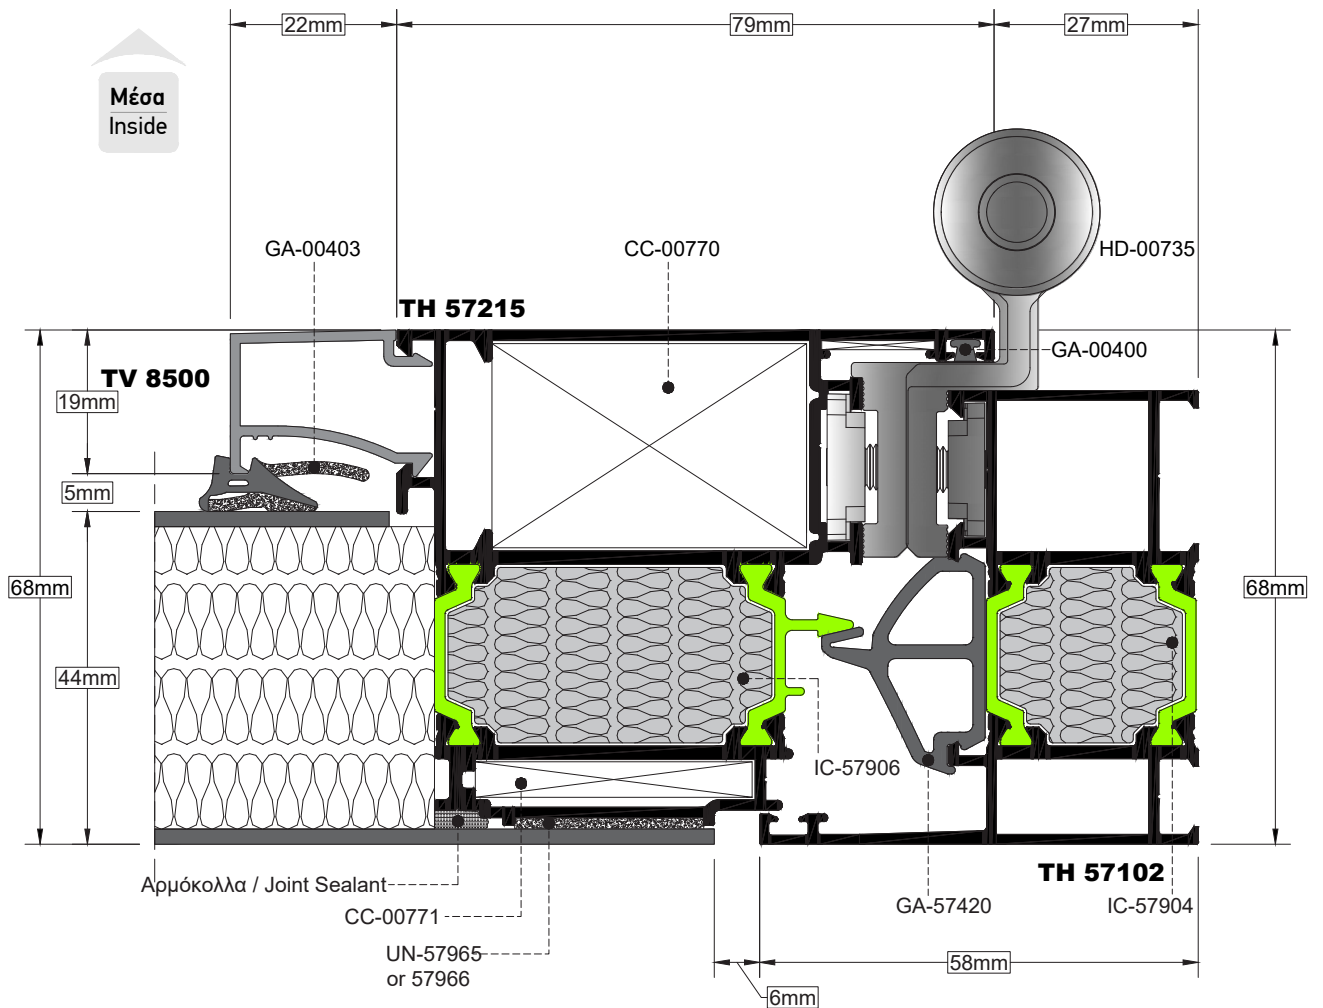 22mm
79mm
27mm
Μέσα
Inside
GA-00403
CC-00770
HD-00735
TH 57215
GA-00400
TV 8500
19mm
5mm
68mm
68mm
44mm
IC-57906
TH 57102
Αρμόκολλα / Joint Sealant
GA-57420
IC-57904
CC-00771
UN-57965
or 57966
58mm
6mm